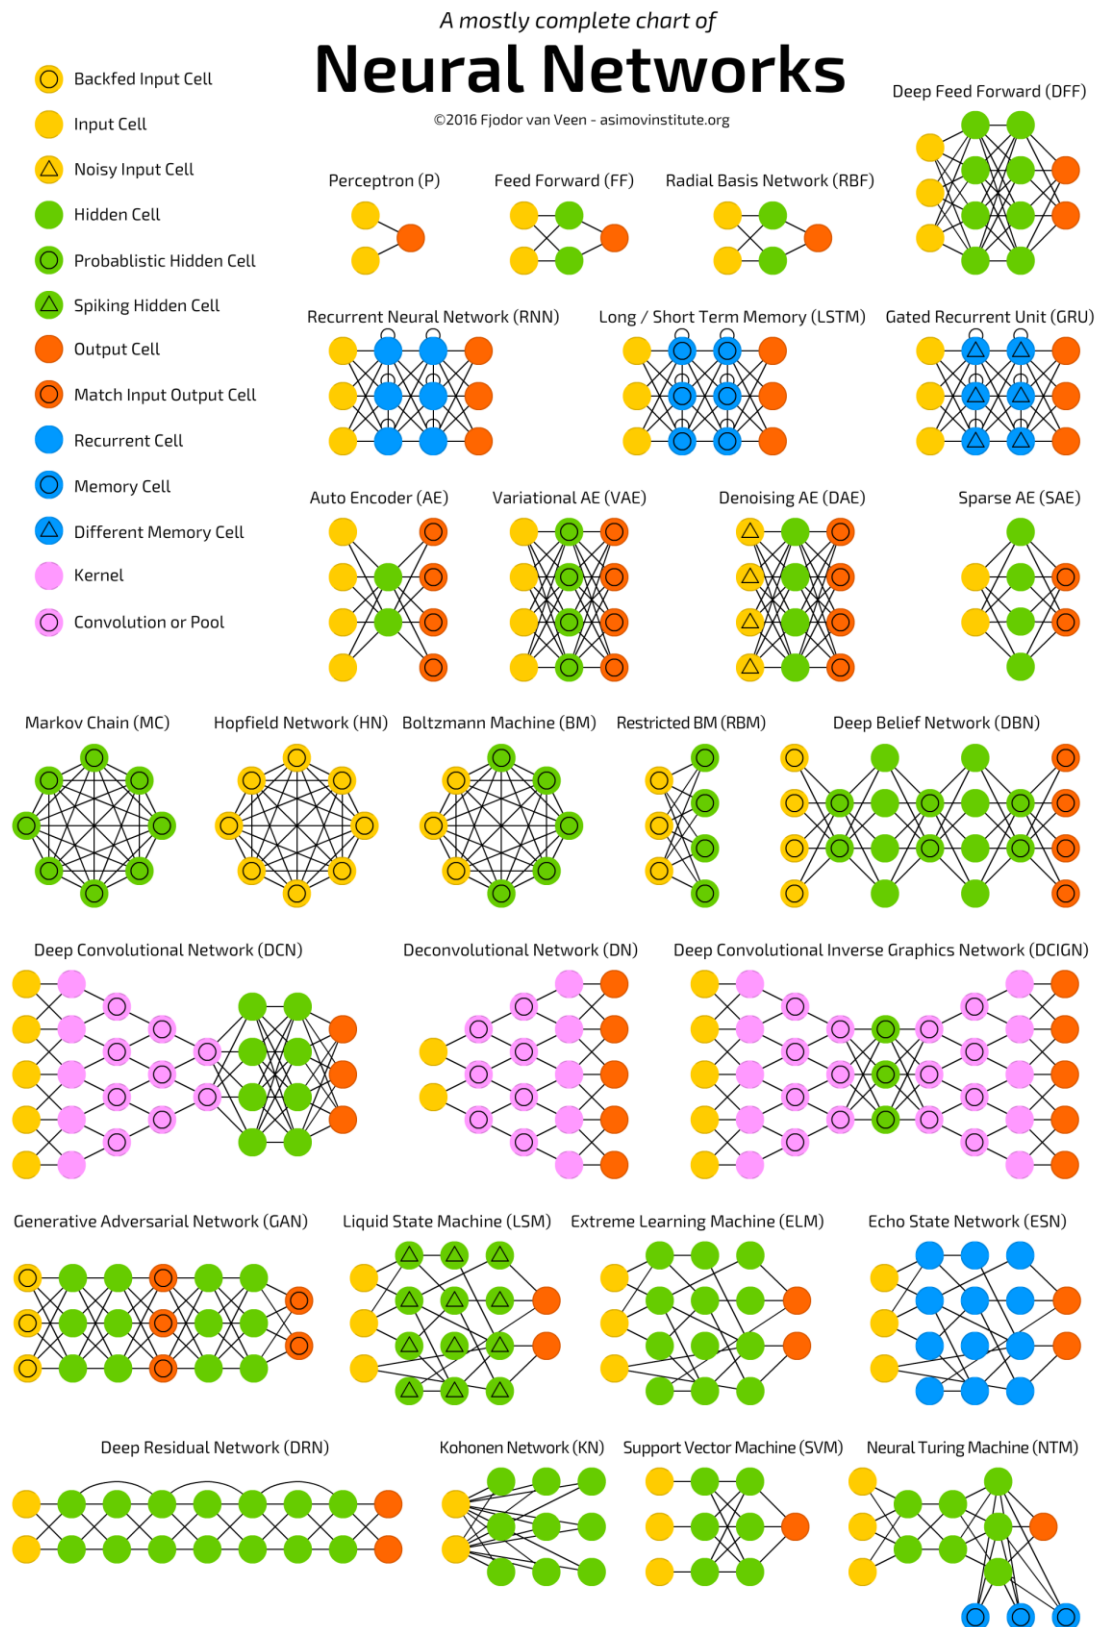 A mostly complete chart of
Neural Networks
©2016 Fjodor van Veen - asimovinstitute.org
Backfed Input Cell
Input Cell
Noisy Input Cell
Hidden Cell
Probablistic Hidden Cell
Spiking Hidden Cell
Output Cell
Match Input Output Cell
Recurrent Cell
Memory Cell
Different Memory Cell
Kernel
Convolution or Pool
Deep Feed Forward (DFF)
Perceptron (P)
Feed Forward (FF)
Radial Basis Network (RBF)
Recurrent Neural Network (RNN)
Long / Short Term Memory (LSTM)
Gated Recurrent Unit (GRU)
Auto Encoder (AE)
Variational AE (VAE)
Denoising AE (DAE)
Sparse AE (SAE)
Markov Chain (MC)
Hopfield Network (HN)
Boltzmann Machine (BM)
Restricted BM (RBM)
Deep Belief Network (DBN)
Deep Convolutional Network (DCN)
Deconvolutional Network (DN)
Deep Convolutional Inverse Graphics Network (DCIGN)
Generative Adversarial Network (GAN)
Liquid State Machine (LSM)
Extreme Learning Machine (ELM)
Echo State Network (ESN)
Deep Residual Network (DRN)
Kohonen Network (KN)
Support Vector Machine (SVM)
Neural Turing Machine (NTM)